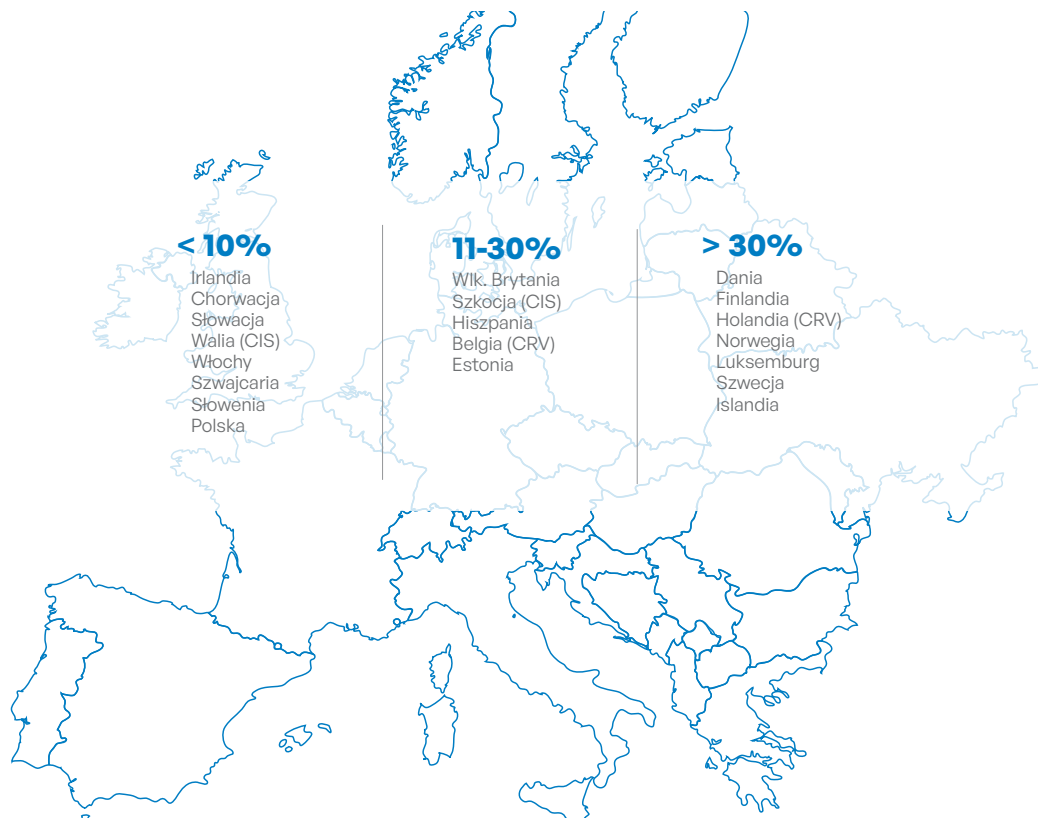 < 10%
Irlandia
Chorwacja
Słowacja
Walia (CIS)
Włochy
Szwajcaria
Słowenia
Polska
11-30%
Wlk. Brytania
Szkocja (CIS)
Hiszpania
Belgia (CRV)
Estonia
> 30%
Dania
Finlandia
Holandia (CRV)
Norwegia
Luksemburg
Szwecja
Islandia